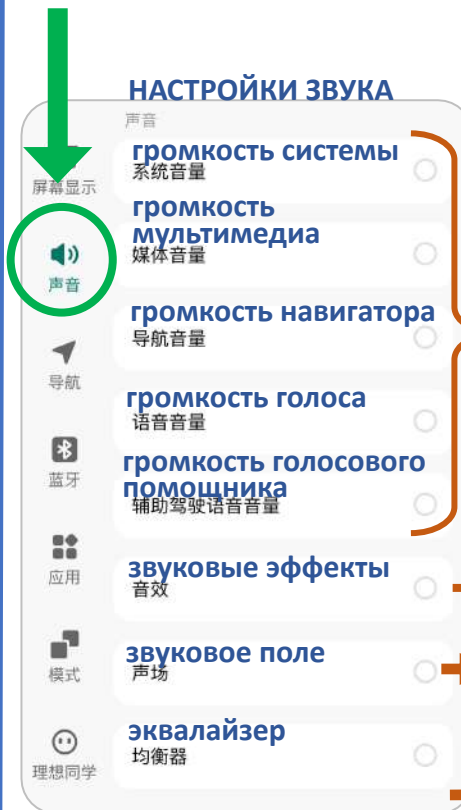 НАСТРОЙКИ ЗВУКА
声音
屏幕显示
声音
导航
蓝牙
应用
模式
理想同学
громкость системы
系统音量
громкость
мультимедиа
媒体音量
громкость навигатора
导航音量
громкость голоса
语音音量
громкость голосового
помощника
辅助驾驶语音音量
звуковые эффекты
音效
звуковое поле
声场
эквалайзер
均衡器